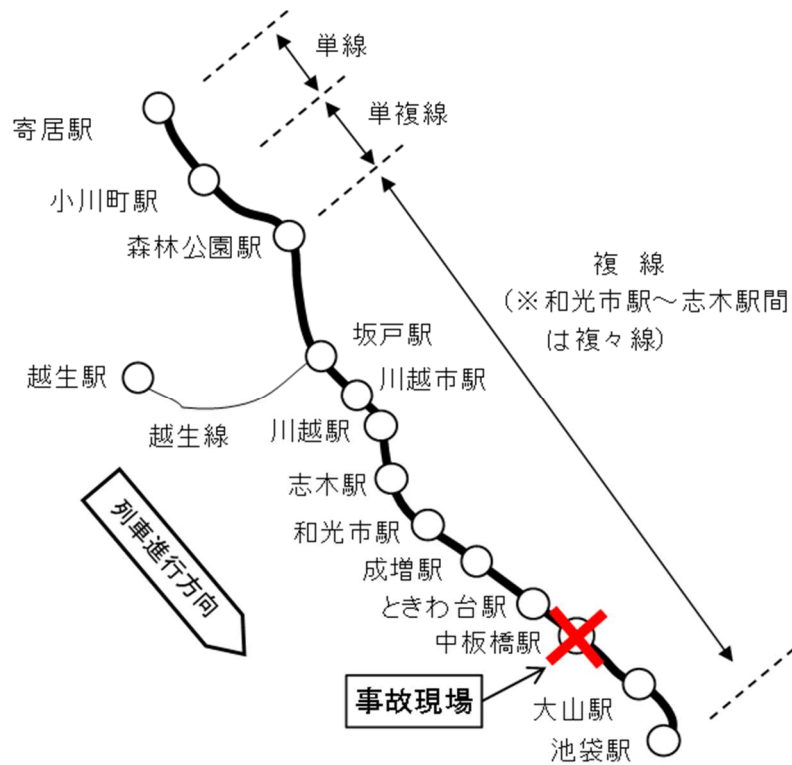 単線
単複線
寄居駅
小川町駅
森林公園駅
複 線
(※和光市駅～志木駅間
は複々線)
坂戸駅
越生駅
川越市駅
越生線
川越駅
志木駅
列車進行方向
和光市駅
成増駅
ときわ台駅
中板橋駅
事故現場
大山駅
池袋駅